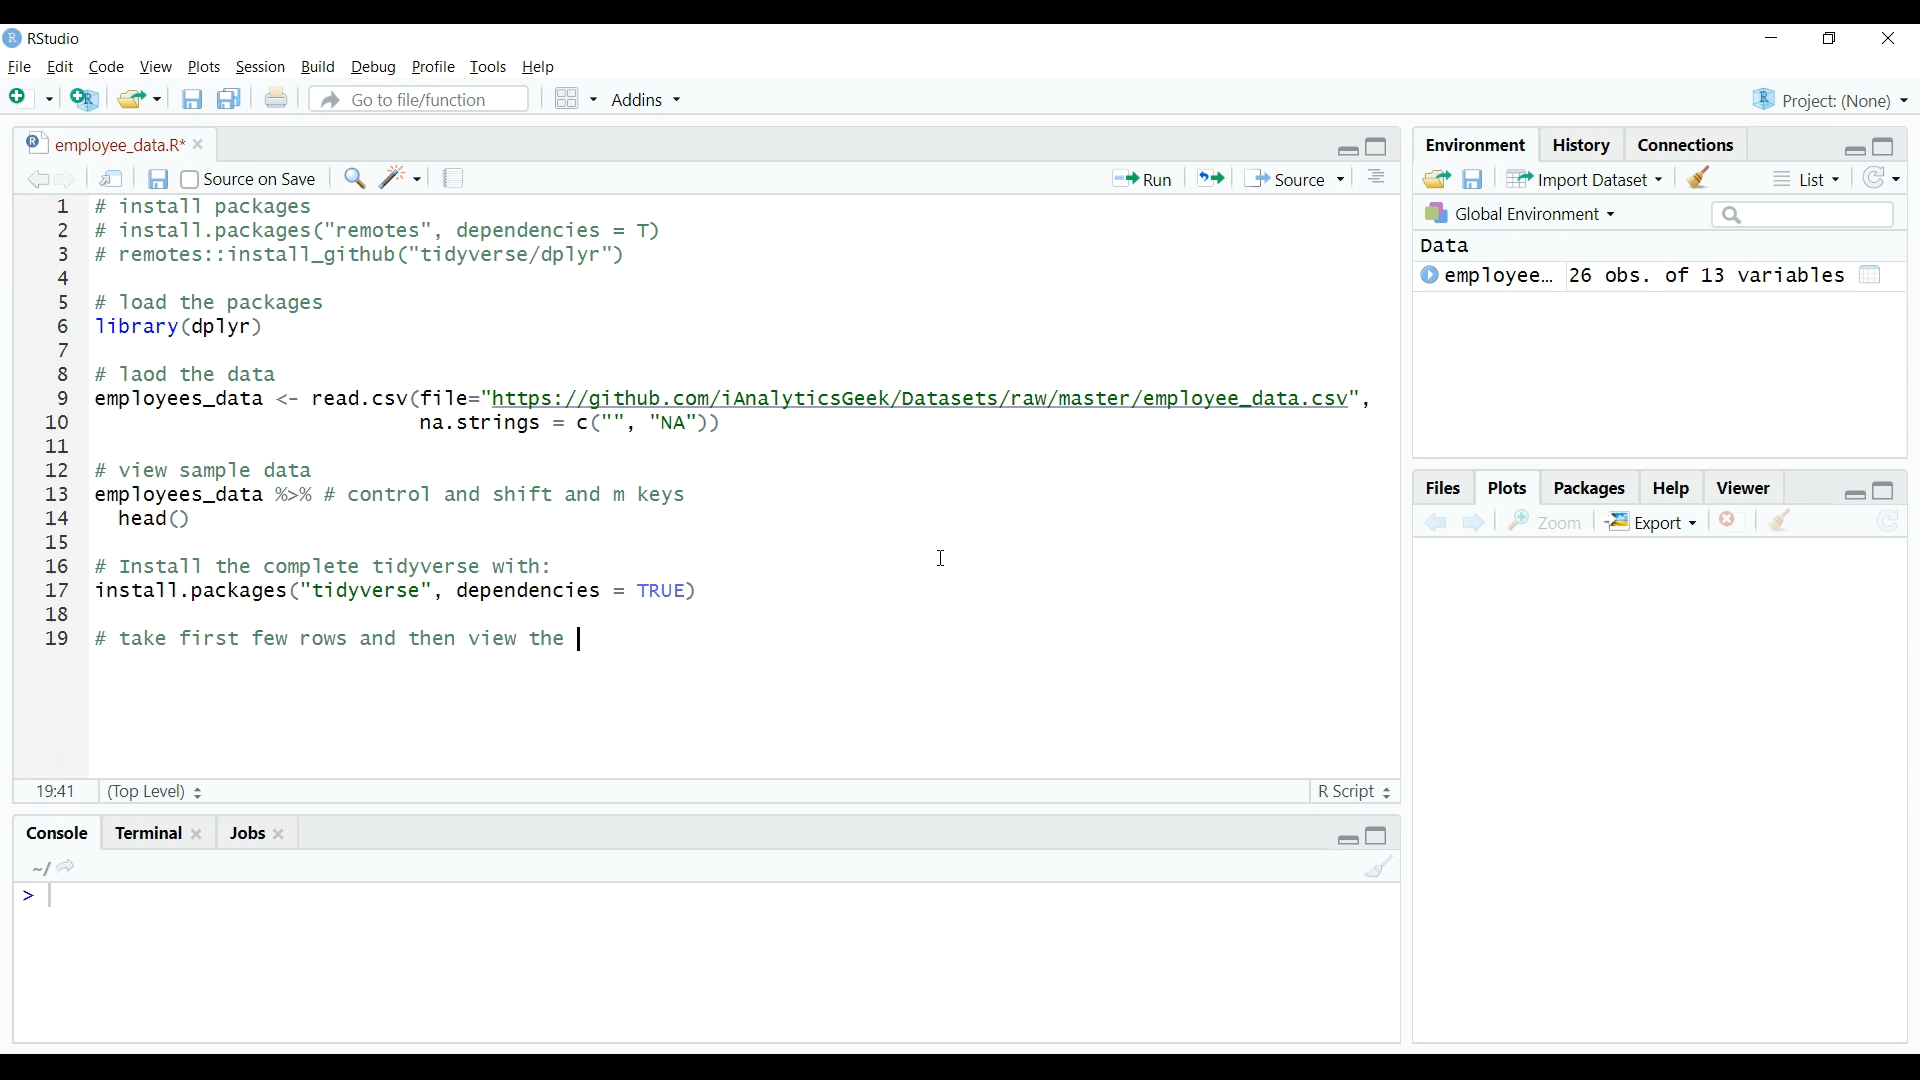 RStudio
File Edit Code View Plots Session Build Debug Profile Tools Help
Go to file/function Addins Project: (None)
employee_data.R*
Source on Save Run Source
1 # install packages
2 # install.packages("remotes", dependencies = T)
3 # remotes::install_github("tidyverse/dplyr")
4
5 # load the packages
6 library(dplyr)
7
8 # laod the data
9 employees_data <- read.csv(file="https://github.com/iAnalyticsGeek/Datasets/raw/master/employee_data.csv",
10 na.strings = c("", "NA"))
11
12 # view sample data
13 employees_data %>% # control and shift and m keys
14 head()
15
16 # Install the complete tidyverse with:
17 install.packages("tidyverse", dependencies = TRUE)
18
19 # take first few rows and then view the
19:41 (Top Level) R Script
Console Terminal Jobs
~/
>
Environment History Connections
Import Dataset List
Global Environment
Data
employee... 26 obs. of 13 variables
Files Plots Packages Help Viewer
Zoom Export